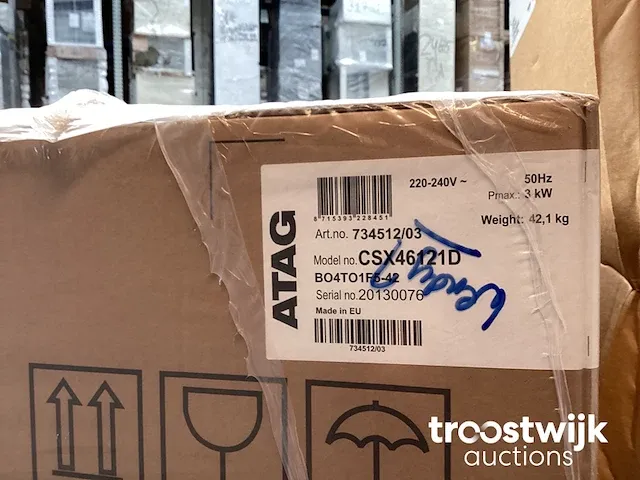 ATAG
220-240V ~ 50Hz
Pmax.: 3 kW
8 715393 228451
Weight: 42,1 kg
Art.no. 734512/03
Model no. CSX46121D
BO4TO1F6-42
Serial no. 20130076
Made in EU
734512/03
troostwijk
auctions